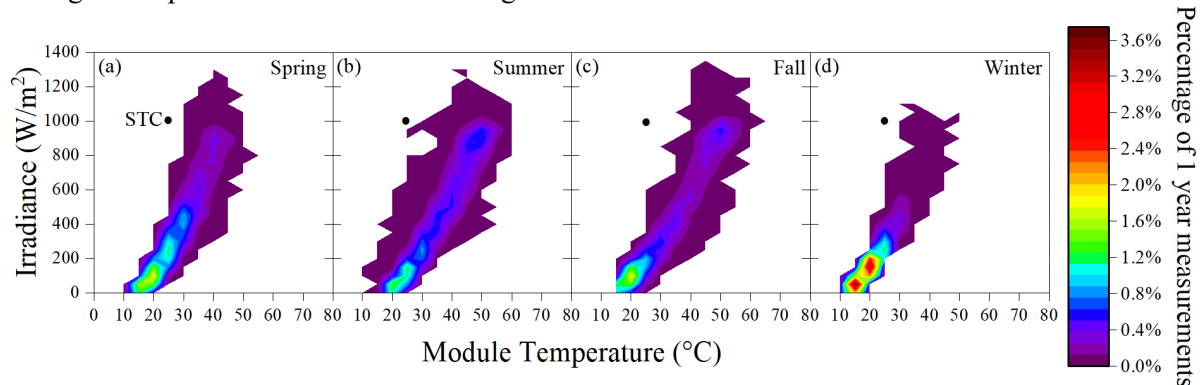 1400
1200
1000
800
600
400
200
0
Irradiance (W/m²)
(a) Spring
STC
(b) Summer
(c) Fall
(d) Winter
0 10 20 30 40 50 60 70 80
10 20 30 40 50 60 70 80
10 20 30 40 50 60 70 80
10 20 30 40 50 60 70 80
Module Temperature (°C)
3.6%
3.2%
2.8%
2.4%
2.0%
1.6%
1.2%
0.8%
0.4%
0.0%
Percentage of 1 year measurements